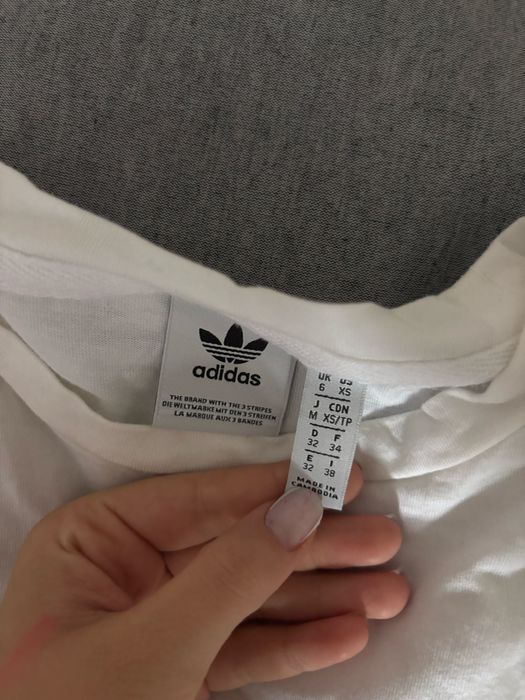 adidas
THE BRAND WITH THE 3 STRIPES
DIE WELTMARKE MIT DEN 3 STREIFEN
LA MARQUE AUX 3 BANDES
UK US
6 XS
J CDN
M XS/TP
D F
32 34
E I
32 38
MADE IN
CAMBODIA